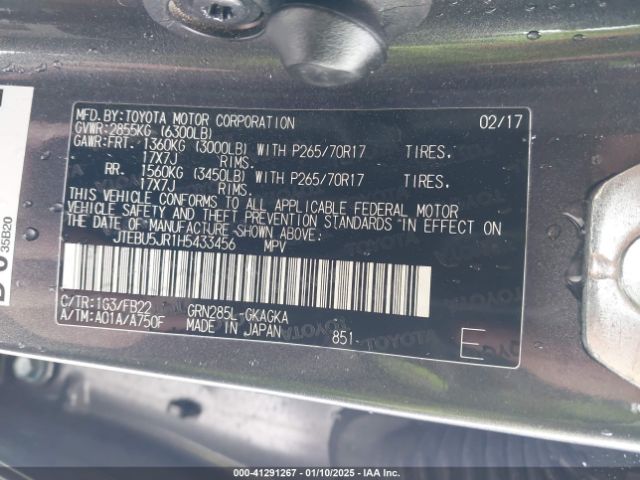 MFD.BY:TOYOTA MOTOR CORPORATION 02/17
GVWR:2855KG (6300LB)
GAWR:FRT. 1360KG (3000LB) WITH P265/70R17 TIRES,
17X7J RIMS.
RR. 1560KG (3450LB) WITH P265/70R17 TIRES,
17X7J RIMS.
THIS VEHICLE CONFORMS TO ALL APPLICABLE FEDERAL MOTOR
VEHICLE SAFETY AND THEFT PREVENTION STANDARDS IN EFFECT ON
THE DATE OF MANUFACTURE SHOWN ABOVE:
JTEBU5JR1H5433456 MPV
C/TR:1G3/FB22 GRN285L-GKAGKA
A/TM:A01A/A750F MADE IN JAPAN 851 E
35B20
000-41291267 - 01/10/2025 - IAA Inc.